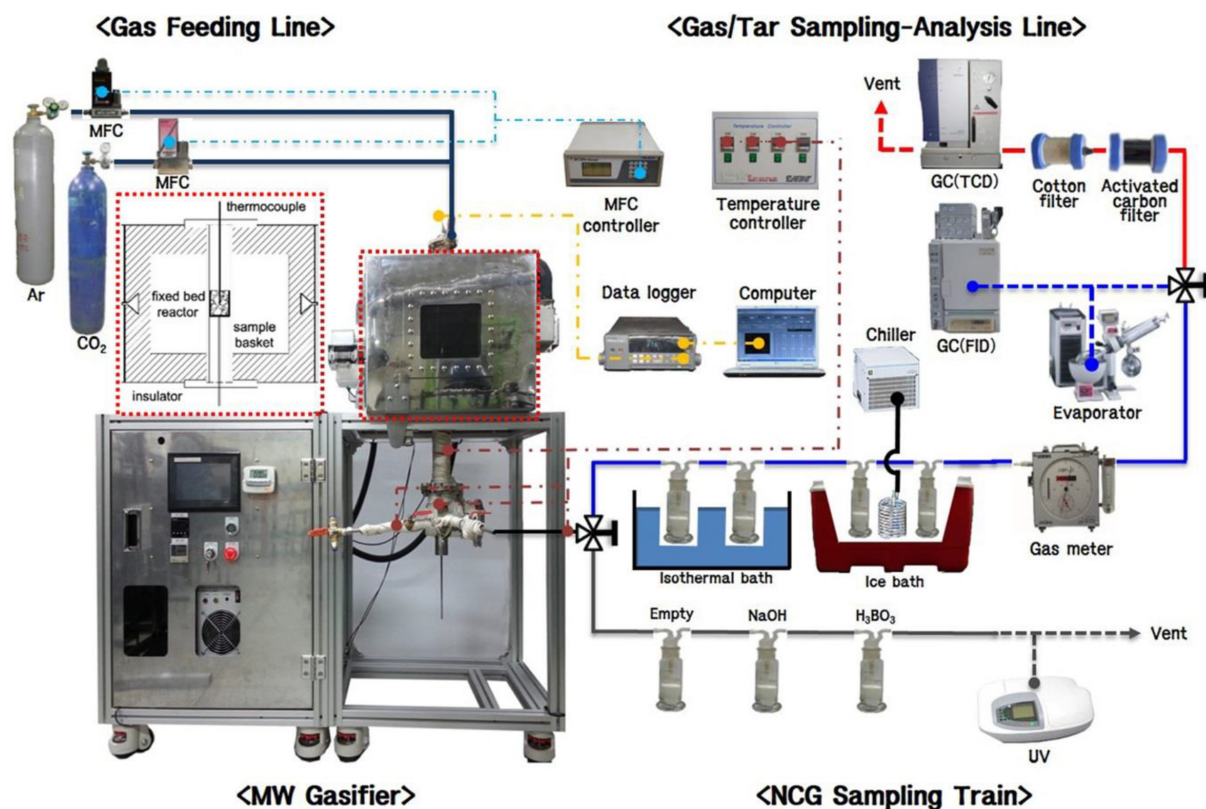 <Gas Feeding Line>
<Gas/Tar Sampling-Analysis Line>
MFC
MFC
Ar
CO₂
thermocouple
fixed bed
reactor
sample
basket
insulator
MFC
controller
Temperature Controller
Temperature
controller
Vent
GC(TCD)
Cotton
filter
Activated
carbon
filter
Data logger
Computer
GC(FID)
Chiller
Evaporator
Isothermal bath
Ice bath
Gas meter
Empty
NaOH
H₃BO₃
Vent
UV
<MW Gasifier>
<NCG Sampling Train>